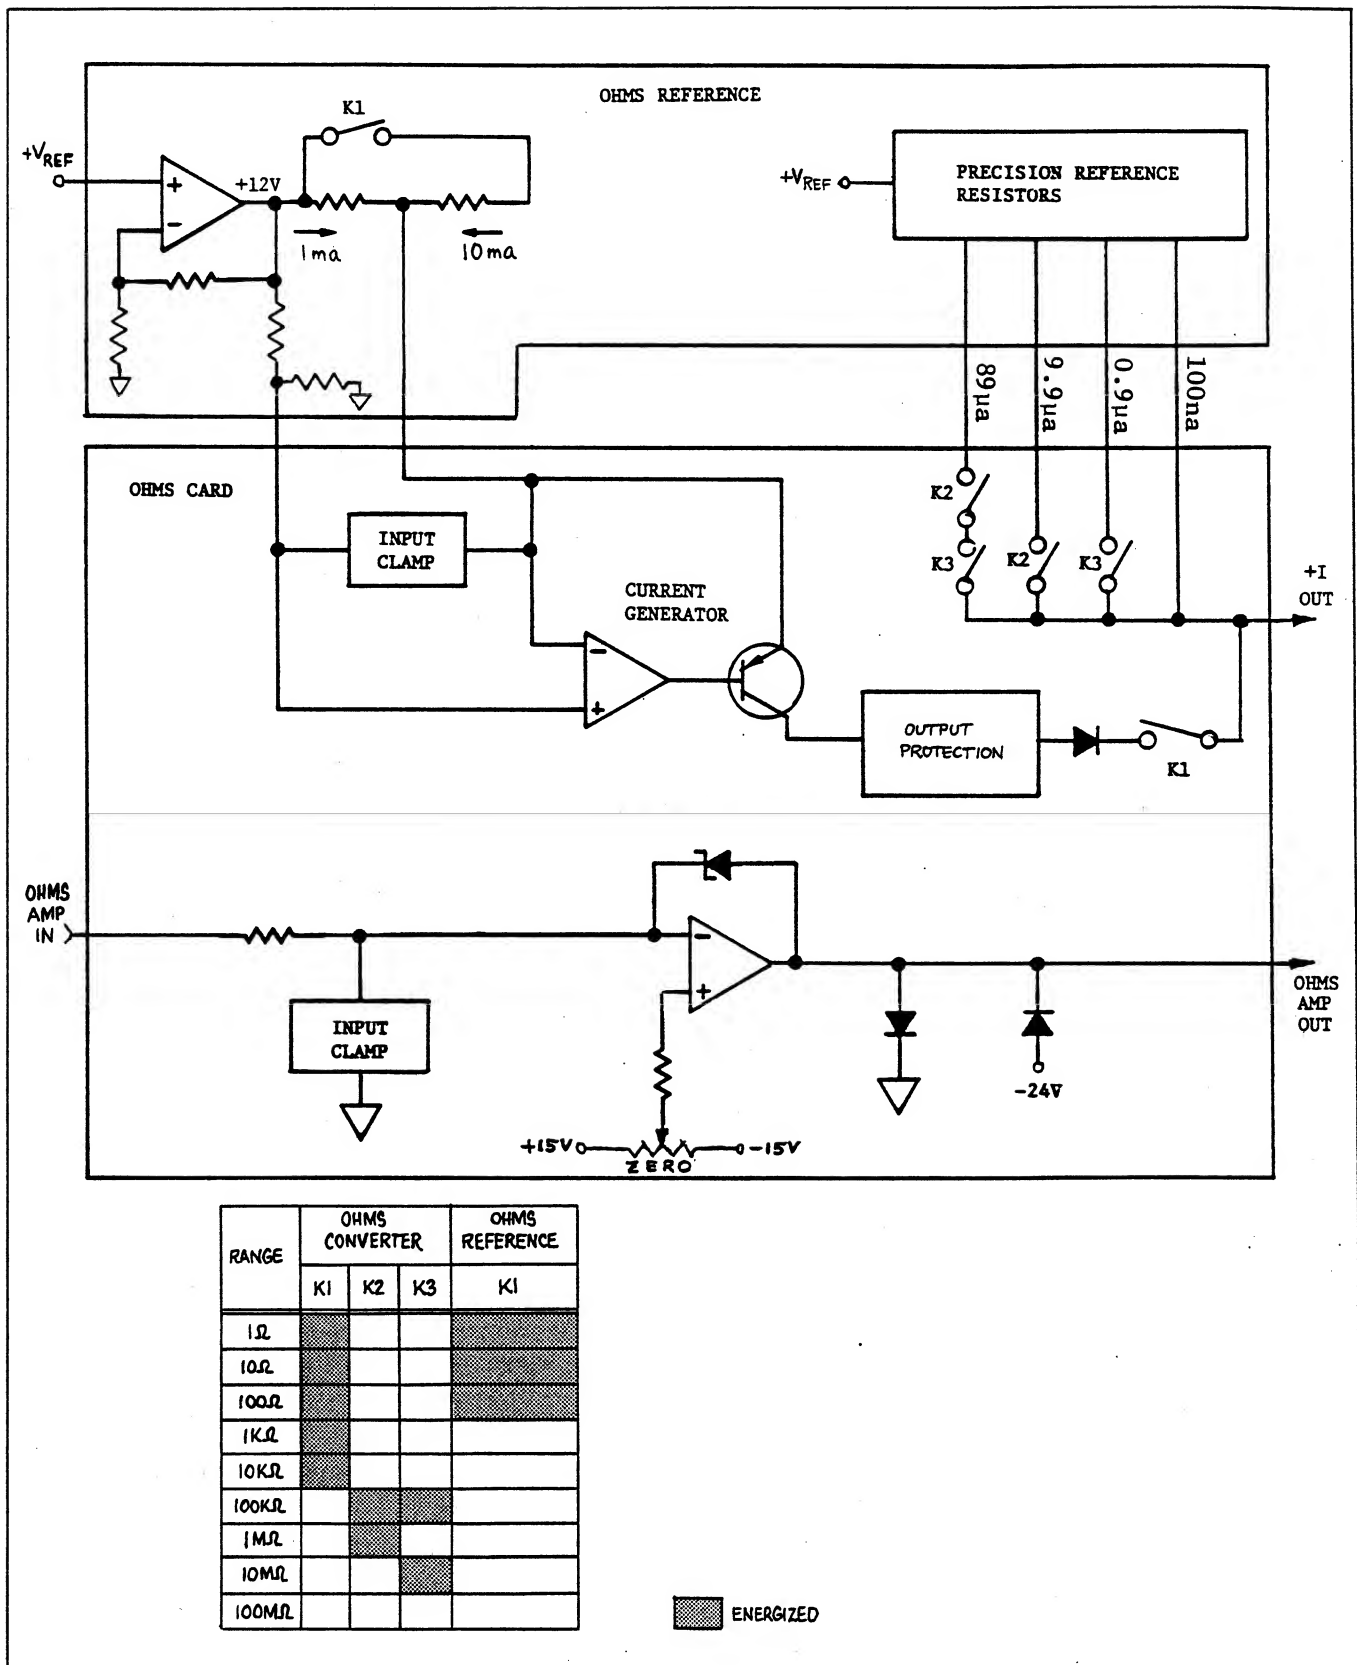 OHMS REFERENCE
K1
+VREF
+
+12V
−
1ma
10ma
+VREF
PRECISION REFERENCE
RESISTORS
89µa
9.9µa
0.9µa
100na
OHMS CARD
K2
K3
K2
K3
+I
OUT
INPUT
CLAMP
CURRENT
GENERATOR
−
+
OUTPUT
PROTECTION
K1
OHMS
AMP
IN
−
+
INPUT
CLAMP
OHMS
AMP
OUT
-24V
+15V
-15V
ZERO
RANGE
OHMS
CONVERTER
OHMS
REFERENCE
K1 K2 K3 K1
1Ω
10Ω
100Ω
1KΩ
10KΩ
100KΩ
1MΩ
10MΩ
100MΩ
ENERGIZED